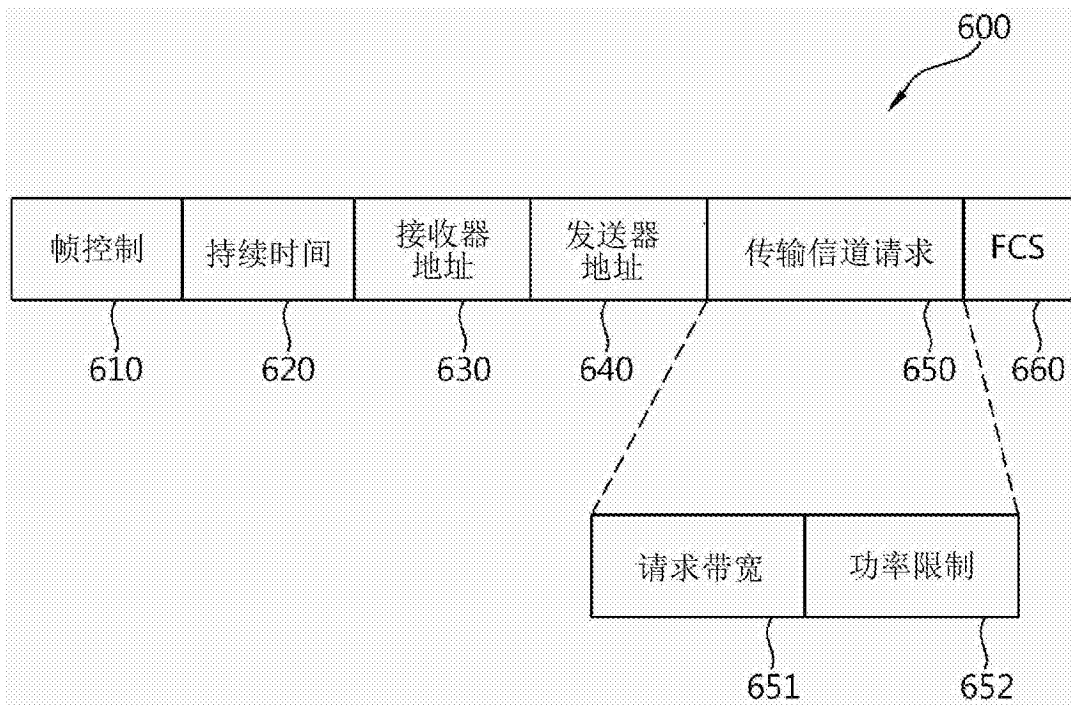 600
帧控制
持续时间
接收器
地址
发送器
地址
传输信道请求
FCS
610
620
630
640
650
660
请求带宽
功率限制
651
652